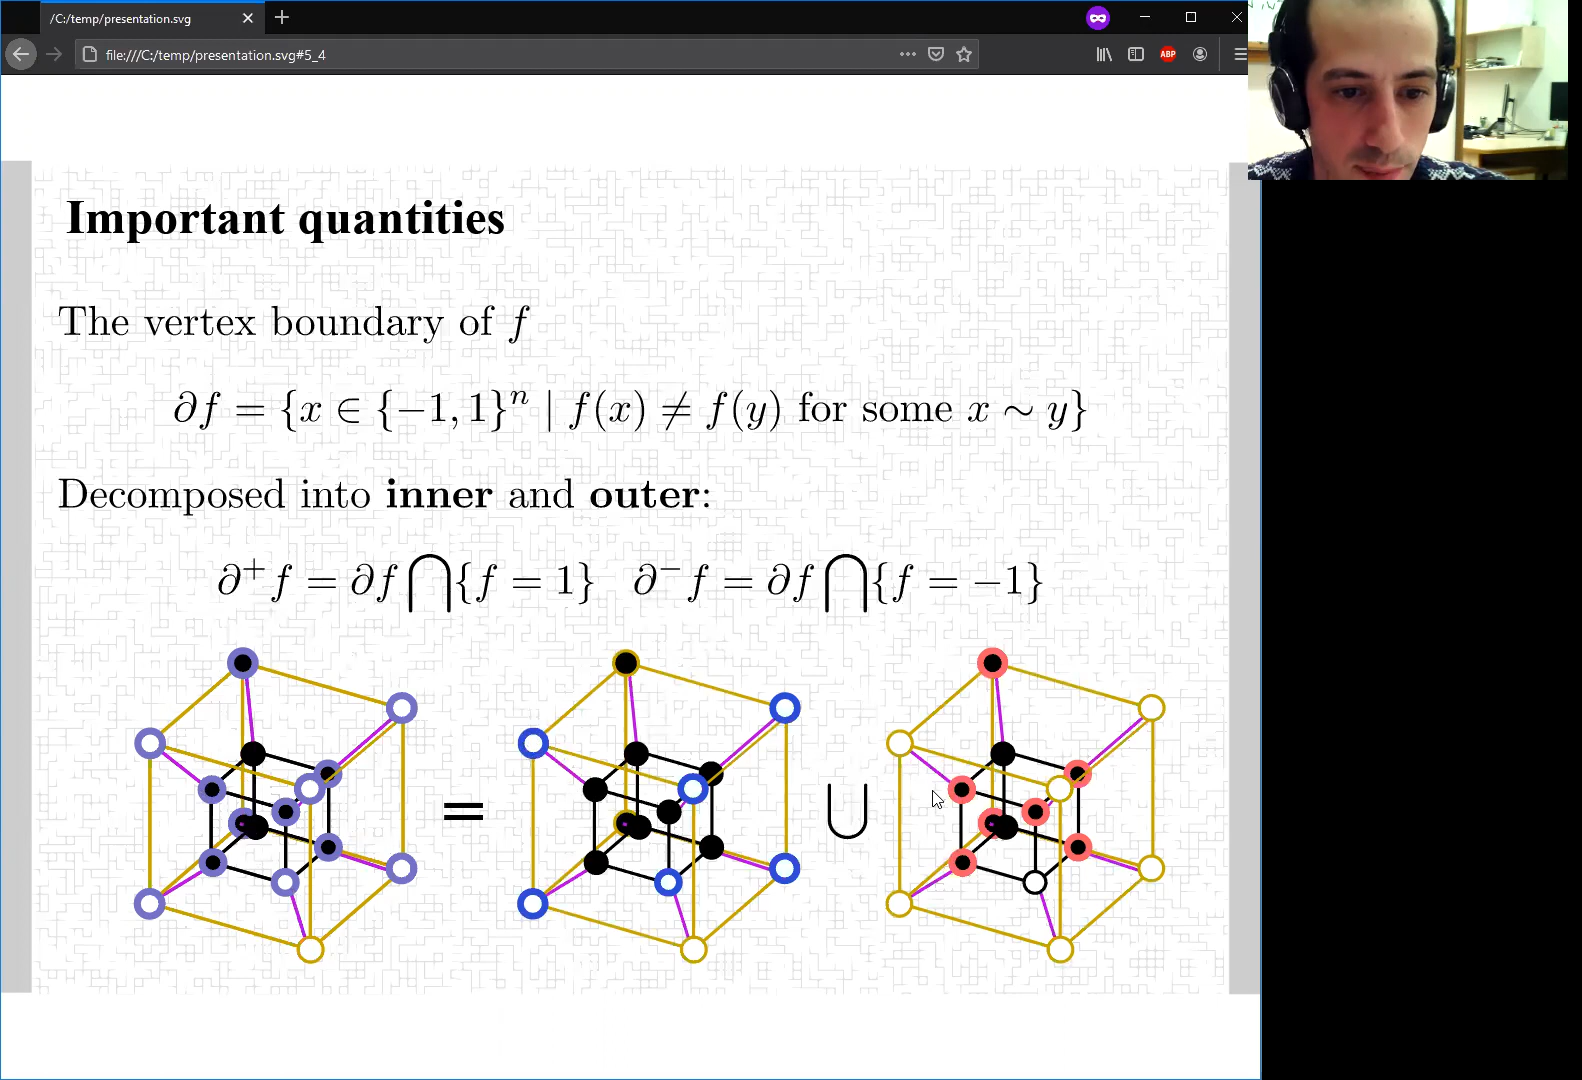 /C:/temp/presentation.svg
file:///C:/temp/presentation.svg#5_4
ABP
Important quantities
The vertex boundary of f
∂f = {x ∈ {−1, 1}ⁿ | f(x) ≠ f(y) for some x ∼ y}
Decomposed into inner and outer:
∂⁺f = ∂f ⋂{f = 1} ∂⁻f = ∂f ⋂{f = −1}
= ∪